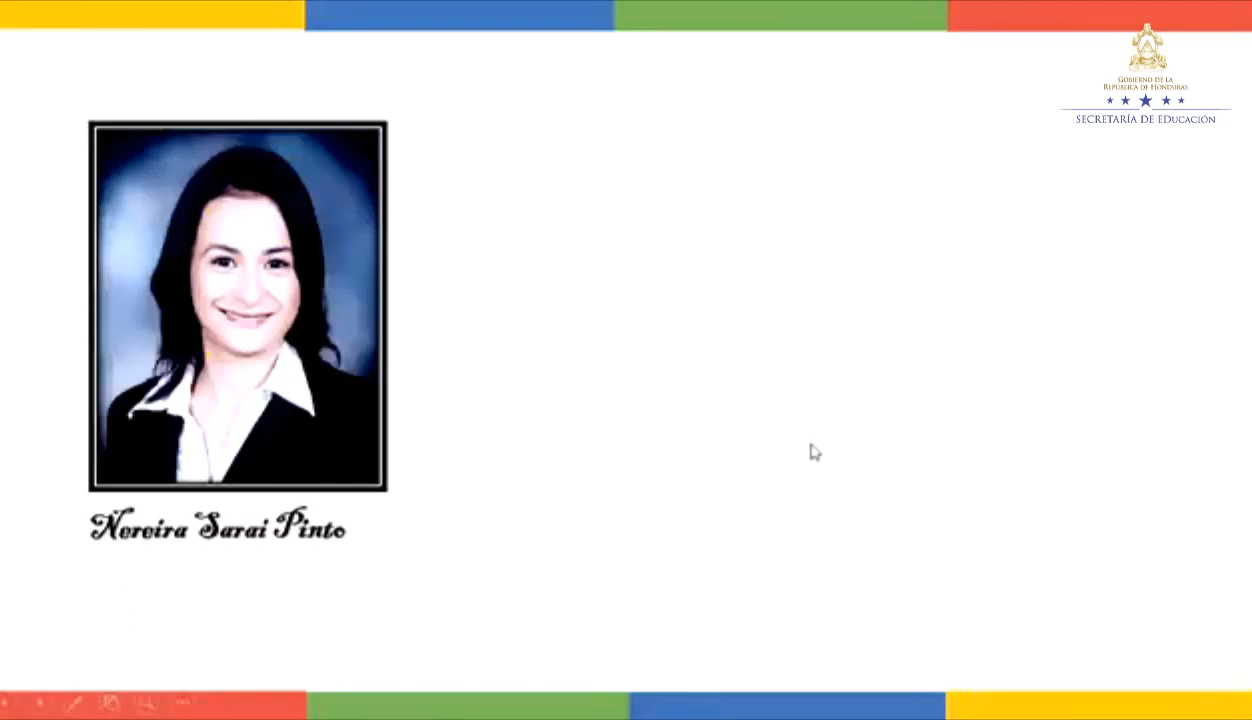 GOBIERNO DE LA
REPÚBLICA DE HONDURAS
SECRETARÍA DE EDUCACIÓN
Nereira Sarai Pinto